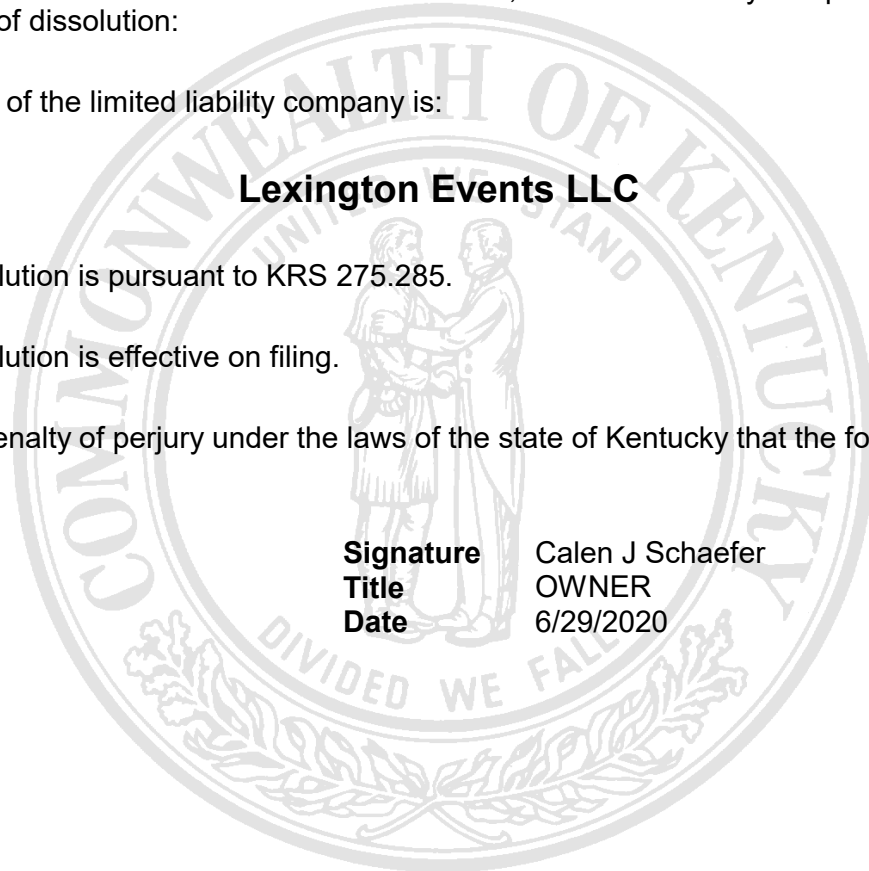 of dissolution:
of the limited liability company is:
Lexington Events LLC
lution is pursuant to KRS 275.285.
lution is effective on filing.
enalty of perjury under the laws of the state of Kentucky that the fo
Signature Calen J Schaefer
Title OWNER
Date 6/29/2020
COMMONWEALTH OF KENTUCKY
UNITED WE STAND
DIVIDED WE FALL